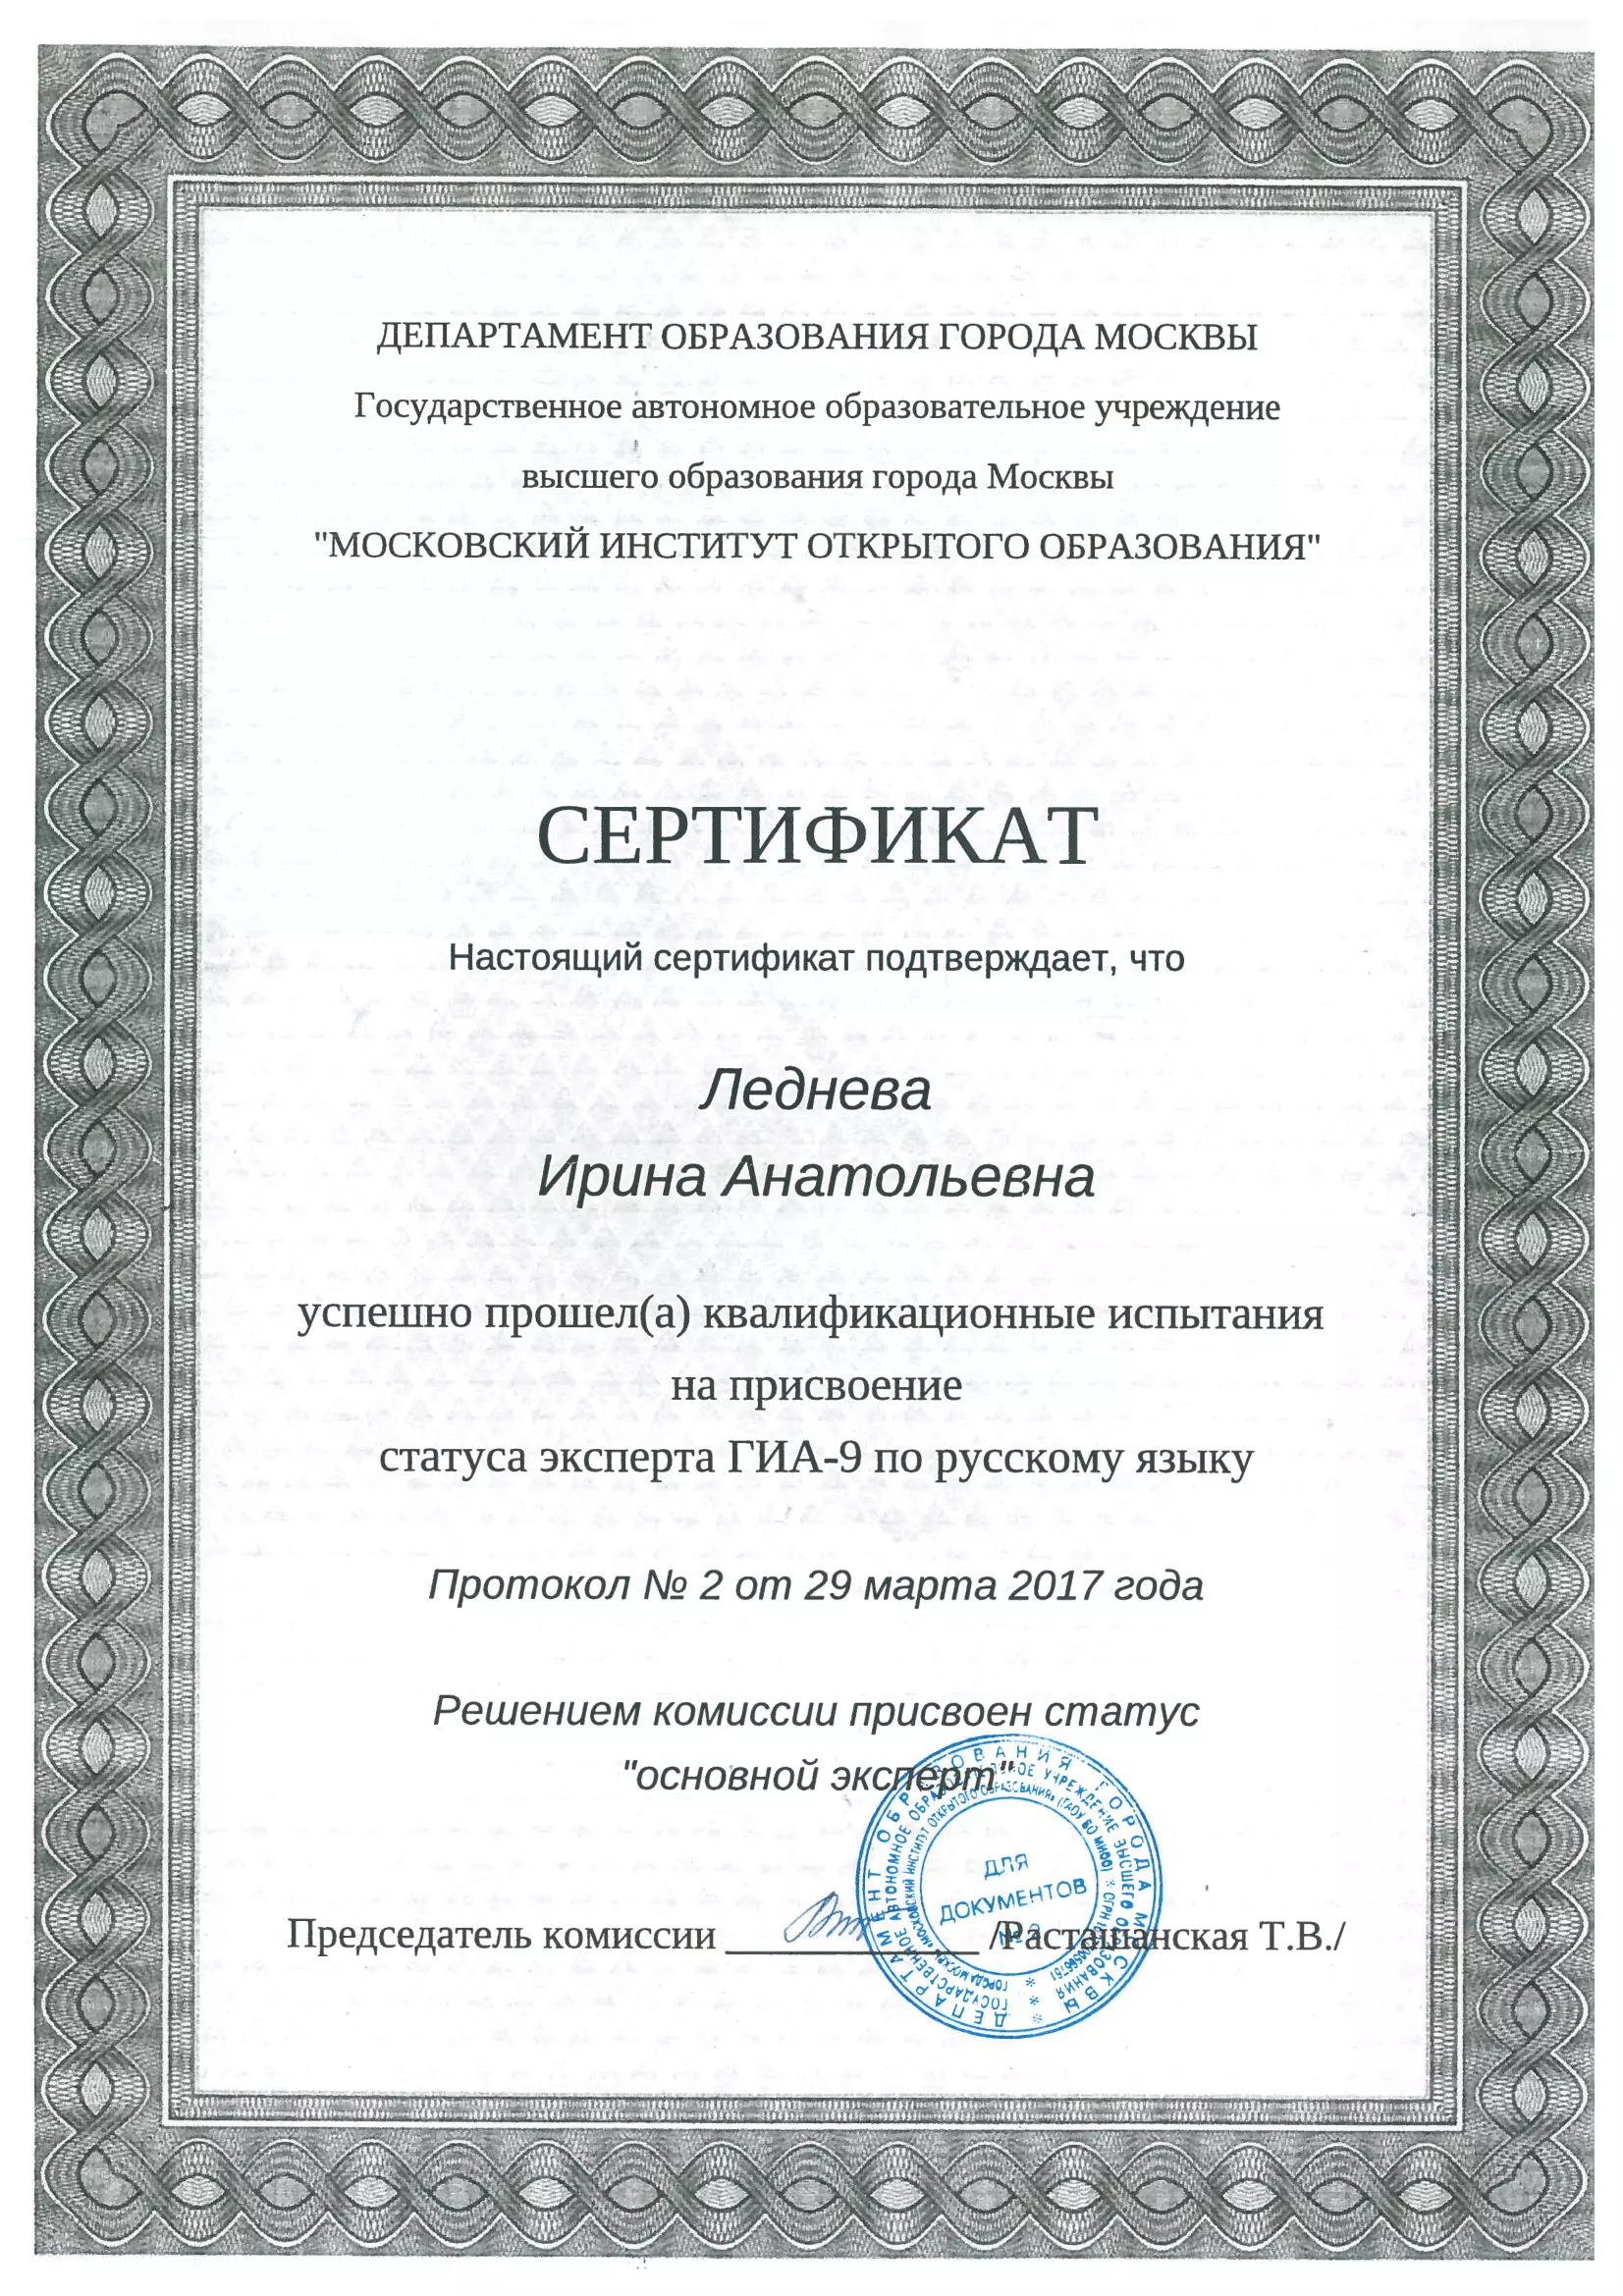 ДЕПАРТАМЕНТ ОБРАЗОВАНИЯ ГОРОДА МОСКВЫ
Государственное автономное образовательное учреждение
высшего образования города Москвы
"МОСКОВСКИЙ ИНСТИТУТ ОТКРЫТОГО ОБРАЗОВАНИЯ"
СЕРТИФИКАТ
Настоящий сертификат подтверждает, что
Леднева
Ирина Анатольевна
успешно прошел(а) квалификационные испытания
на присвоение
статуса эксперта ГИА-9 по русскому языку
Протокол № 2 от 29 марта 2017 года
Решением комиссии присвоен статус
"основной эксперт"
Председатель комиссии ____________ /Расташанская Т.В./
ДЕПАРТАМЕНТ ОБРАЗОВАНИЯ ГОРОДА МОСКВЫ
ГОСУДАРСТВЕННОЕ АВТОНОМНОЕ ОБРАЗОВАТЕЛЬНОЕ УЧРЕЖДЕНИЕ ВЫСШЕГО ОБРАЗОВАНИЯ
ГОРОДА МОСКВЫ «МОСКОВСКИЙ ИНСТИТУТ ОТКРЫТОГО ОБРАЗОВАНИЯ» (ГАОУ ВО МИОО)
ДЛЯ
ДОКУМЕНТОВ
№ 2